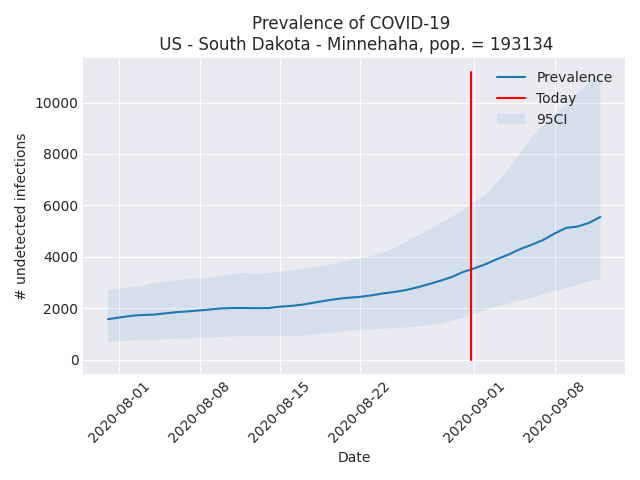 Prevalence of COVID-19
US - South Dakota - Minnehaha, pop. = 193134
Prevalence
Today
95CI
# undetected infections
10000
8000
6000
4000
2000
0
2020-08-01
2020-08-08
2020-08-15
2020-08-22
2020-09-01
2020-09-08
Date